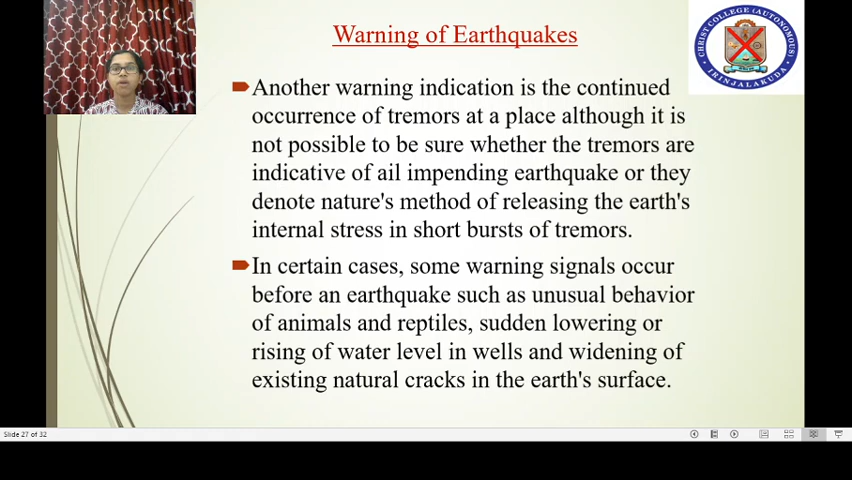 Warning of Earthquakes
CHRIST COLLEGE (AUTONOMOUS)
IRINJALAKUDA
Another warning indication is the continued
occurrence of tremors at a place although it is
not possible to be sure whether the tremors are
indicative of ail impending earthquake or they
denote nature's method of releasing the earth's
internal stress in short bursts of tremors.
In certain cases, some warning signals occur
before an earthquake such as unusual behavior
of animals and reptiles, sudden lowering or
rising of water level in wells and widening of
existing natural cracks in the earth's surface.
Slide 27 of 32